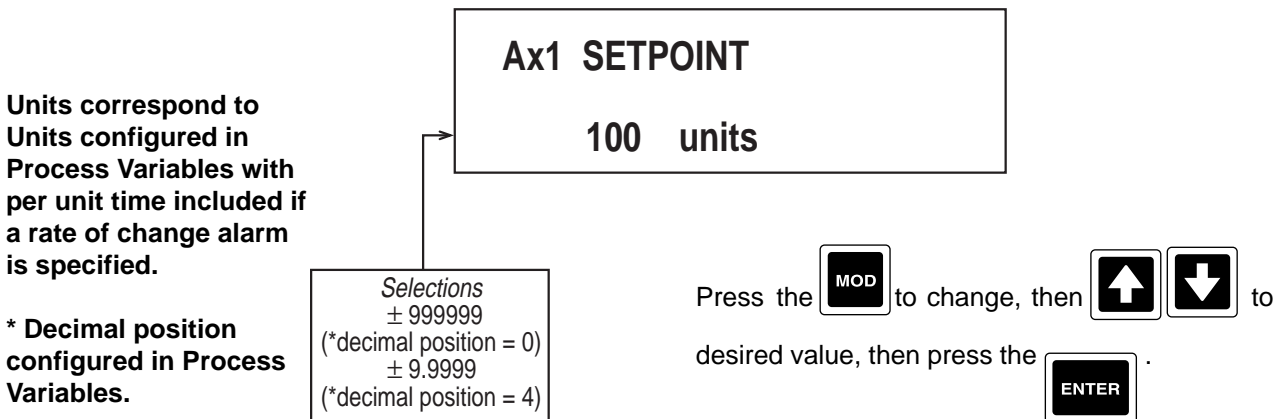 Ax1 SETPOINT
100 units
Units correspond to
Units configured in
Process Variables with
per unit time included if
a rate of change alarm
is specified.
* Decimal position
configured in Process
Variables.
Selections
± 999999
(*decimal position = 0)
± 9.9999
(*decimal position = 4)
Press the MOD to change, then to
desired value, then press the ENTER .